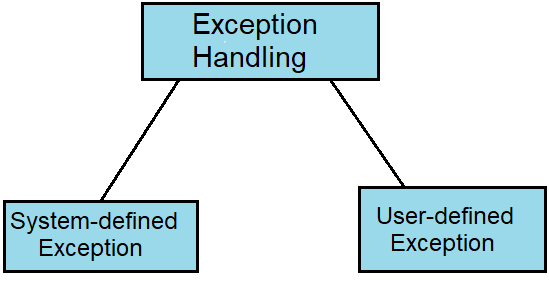 Exception
Handling
System-defined
Exception
User-defined
Exception